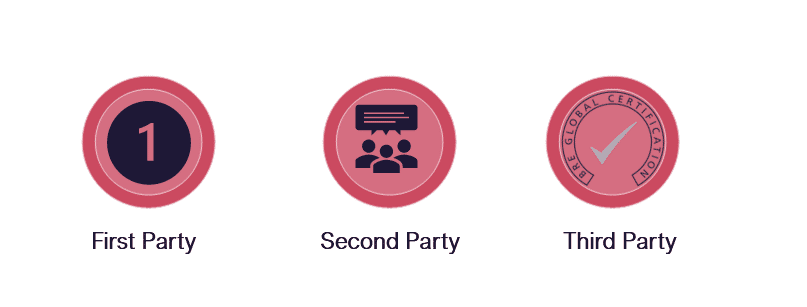 1
BRE GLOBAL CERTIFICATION
First Party
Second Party
Third Party